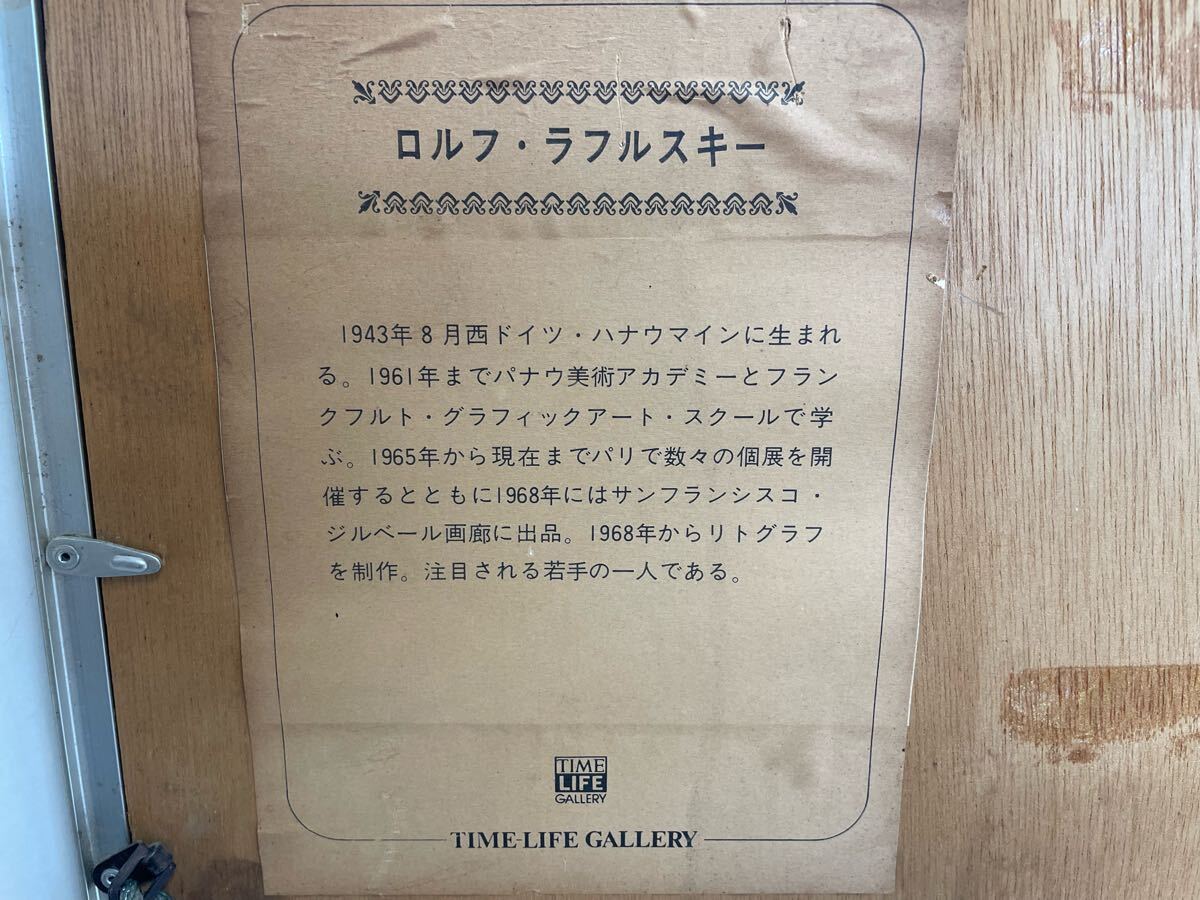 ロルフ・ラフルスキー
1943年8月西ドイツ・ハナウマインに生まれ
る。1961年までパナウ美術アカデミーとフラン
クフルト・グラフィックアート・スクールで学
ぶ。1965年から現在までパリで数々の個展を開
催するとともに1968年にはサンフランシスコ・
ジルベール画廊に出品。1968年からリトグラフ
を制作。注目される若手の一人である。
TIME
LIFE
GALLERY
TIME-LIFE GALLERY